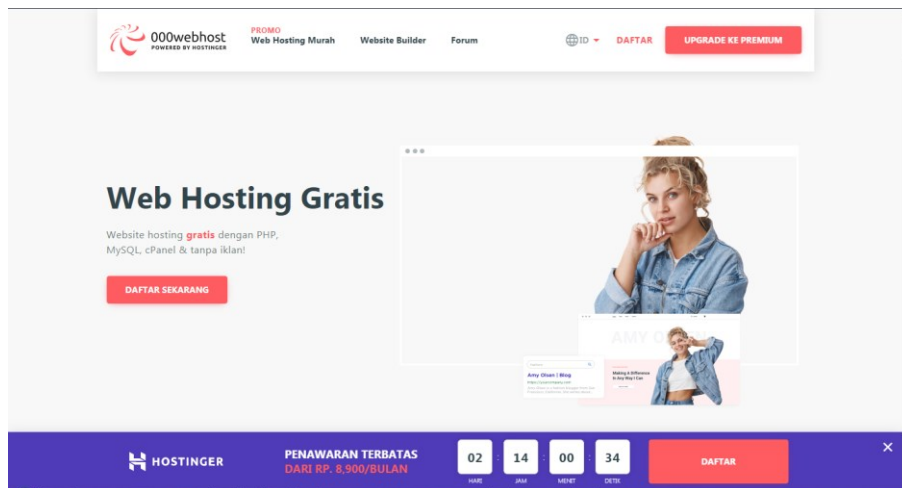 000webhost
POWERED BY HOSTINGER
PROMO
Web Hosting Murah
Website Builder
Forum
ID
DAFTAR
UPGRADE KE PREMIUM
Web Hosting Gratis
Website hosting gratis dengan PHP,
MySQL, cPanel & tanpa iklan!
DAFTAR SEKARANG
AMY OLSEN
Amy Olsen | Blog
Making A Difference
In Any Way I Can
HOSTINGER
PENAWARAN TERBATAS
DARI RP. 8,900/BULAN
02 : 14 : 00 : 34
HARI JAM MENIT DETIK
DAFTAR